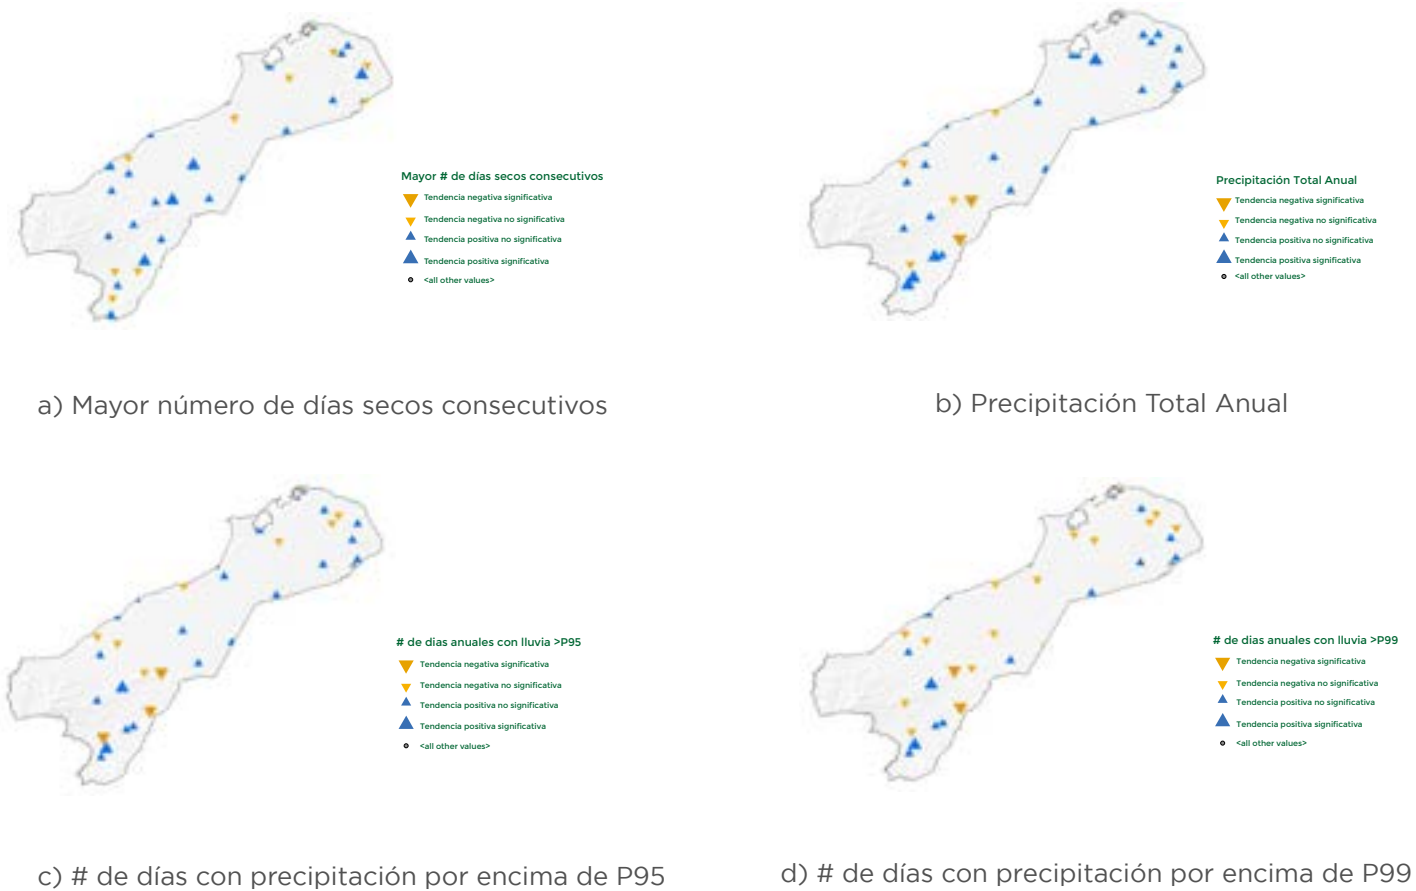 Mayor # de días secos consecutivos
Tendencia negativa significativa
Tendencia negativa no significativa
Tendencia positiva no significativa
Tendencia positiva significativa
<all other values>
Precipitación Total Anual
Tendencia negativa significativa
Tendencia negativa no significativa
Tendencia positiva no significativa
Tendencia positiva significativa
<all other values>
a) Mayor número de días secos consecutivos
b) Precipitación Total Anual
# de dias anuales con lluvia >P95
Tendencia negativa significativa
Tendencia negativa no significativa
Tendencia positiva no significativa
Tendencia positiva significativa
<all other values>
# de dias anuales con lluvia >P99
Tendencia negativa significativa
Tendencia negativa no significativa
Tendencia positiva no significativa
Tendencia positiva significativa
<all other values>
c) # de días con precipitación por encima de P95
d) # de días con precipitación por encima de P99